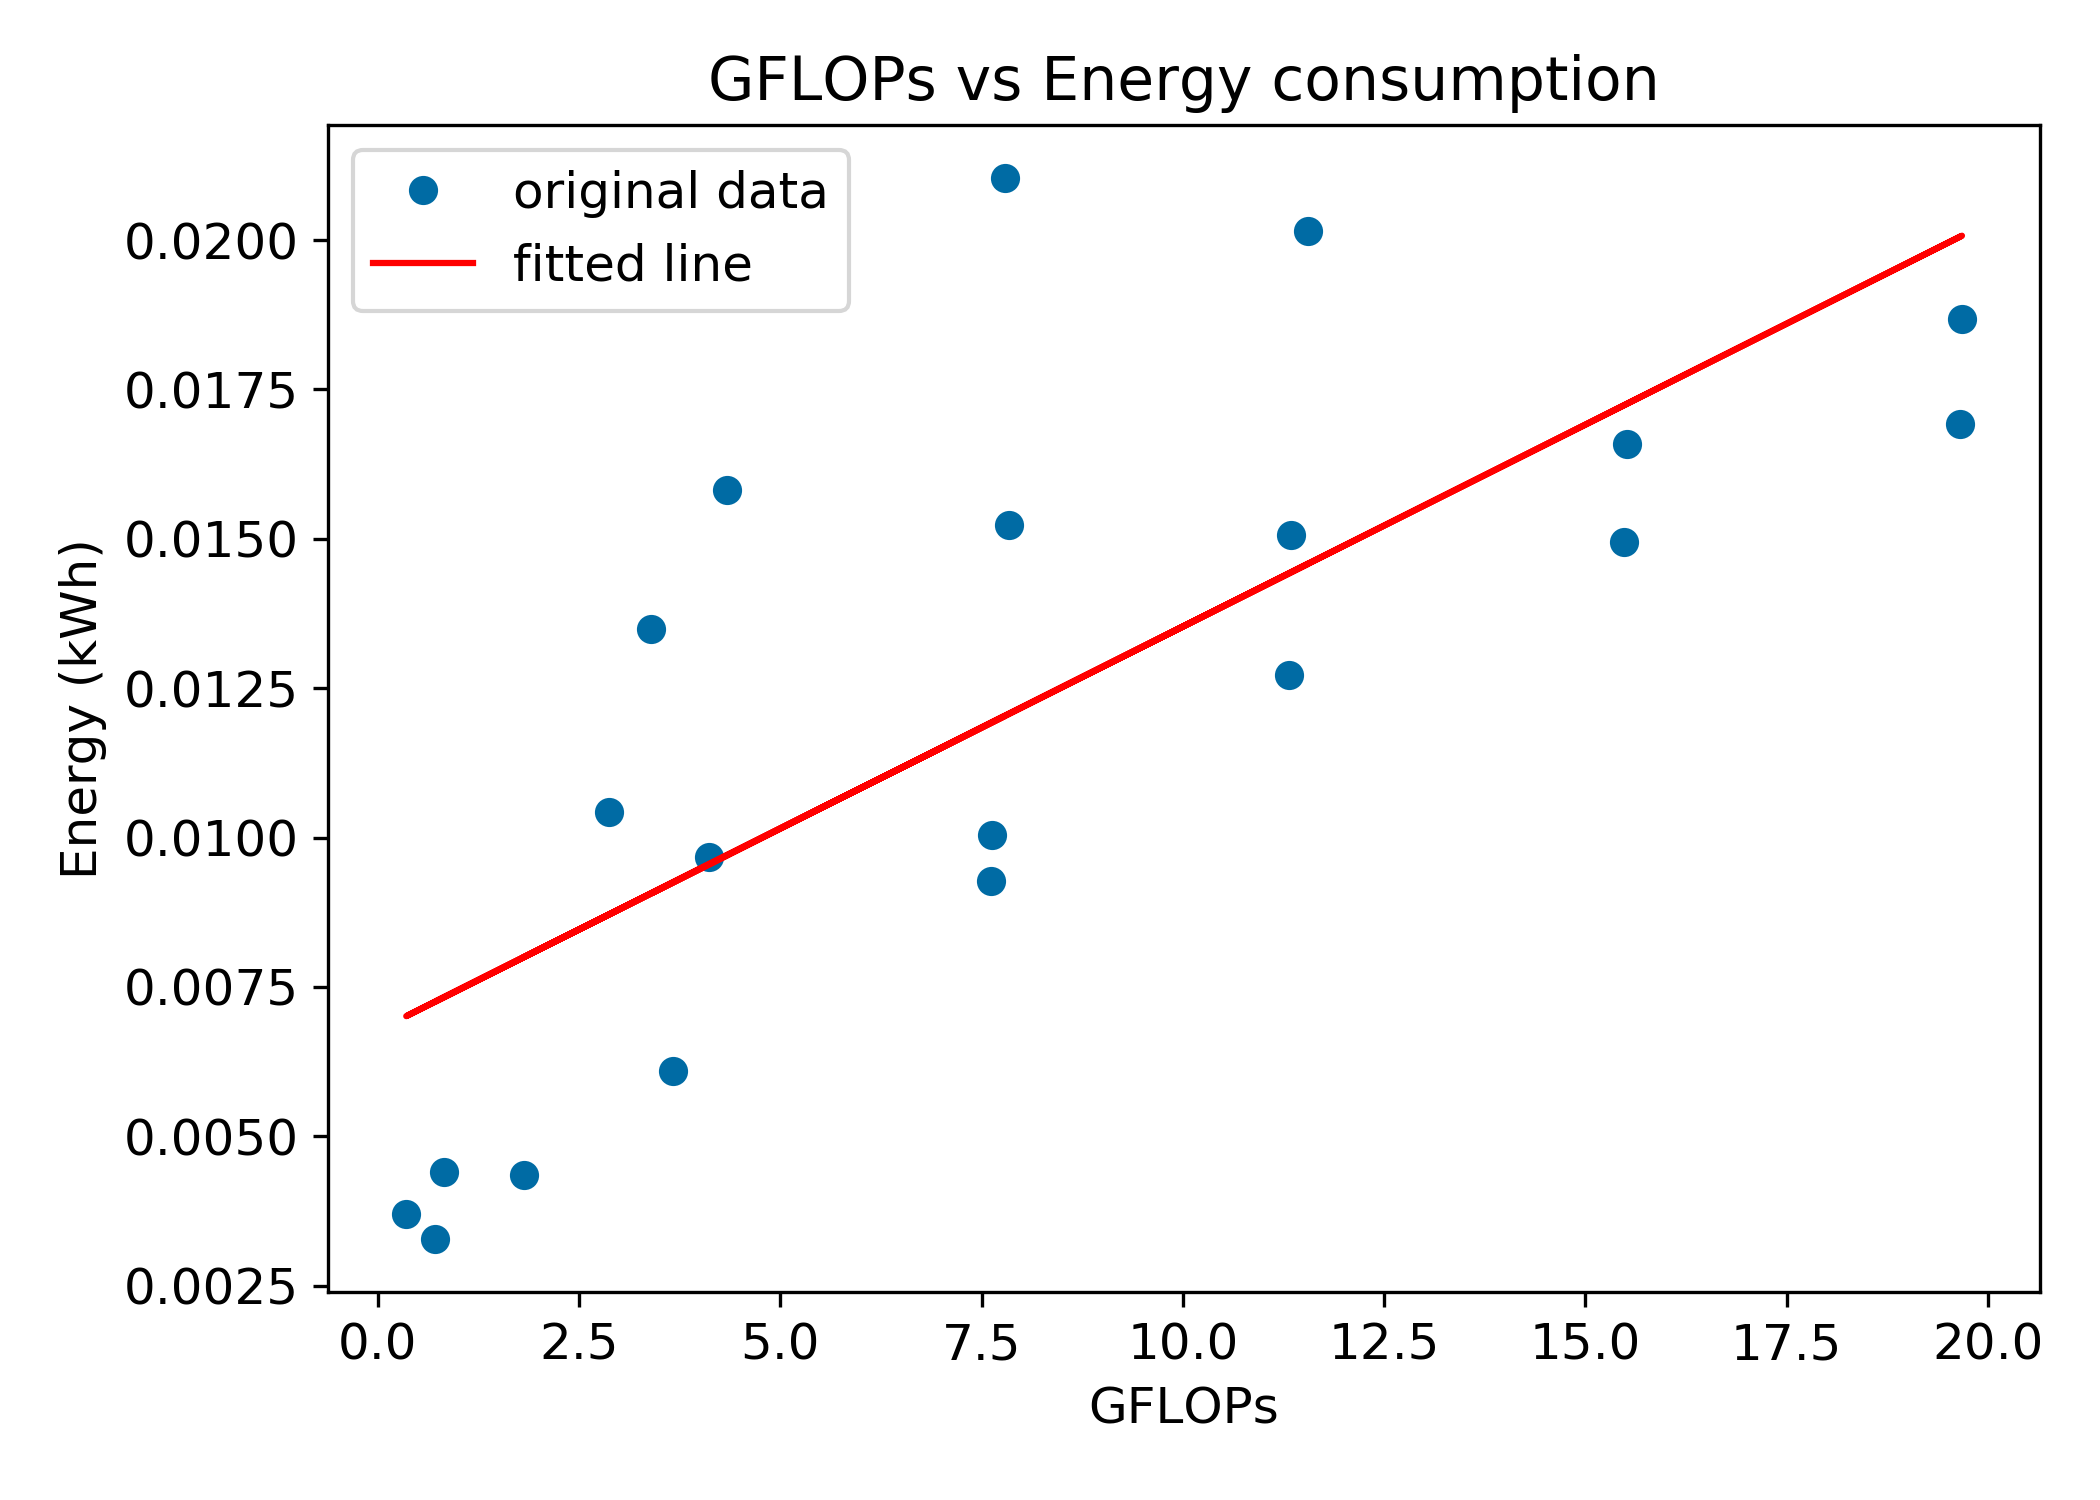 GFLOPs vs Energy consumption
original data
fitted line
0.0200
0.0175
0.0150
0.0125
0.0100
0.0075
0.0050
0.0025
Energy (kWh)
0.0 2.5 5.0 7.5 10.0 12.5 15.0 17.5 20.0
GFLOPs